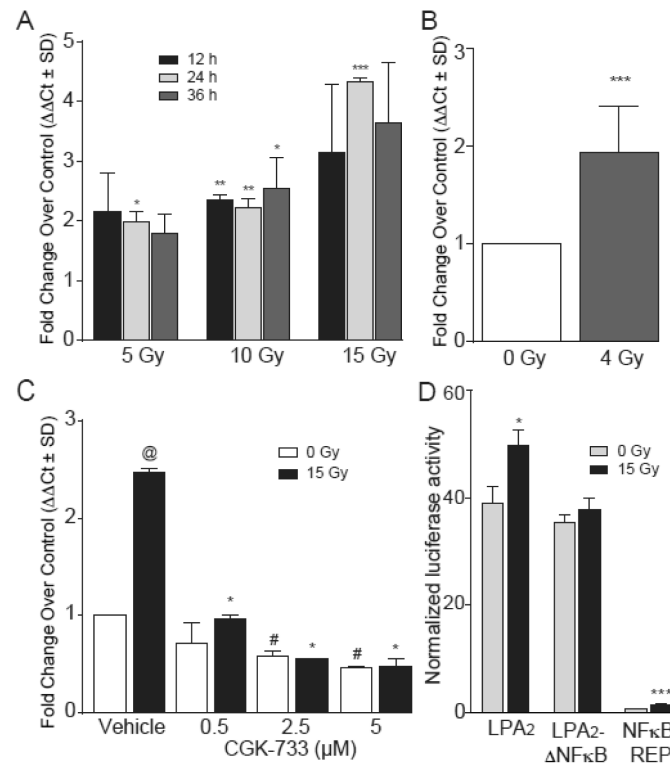 A
Fold Change Over Control (ΔΔCt ± SD)
5
4
3
2
1
0
12 h
24 h
36 h
*
**
**
*
***
5 Gy
10 Gy
15 Gy
B
Fold Change Over Control (ΔΔCt ± SD)
3
2
1
0
***
0 Gy
4 Gy
C
Fold Change Over Control (ΔΔCt ± SD)
3
2
1
0
@
0 Gy
15 Gy
*
#
*
#
*
Vehicle
0.5
2.5
5
CGK-733 (µM)
D
Normalized luciferase activity
60
40
20
0
*
0 Gy
15 Gy
***
LPA₂
LPA₂-
ΔNFκB
NFκB
REP